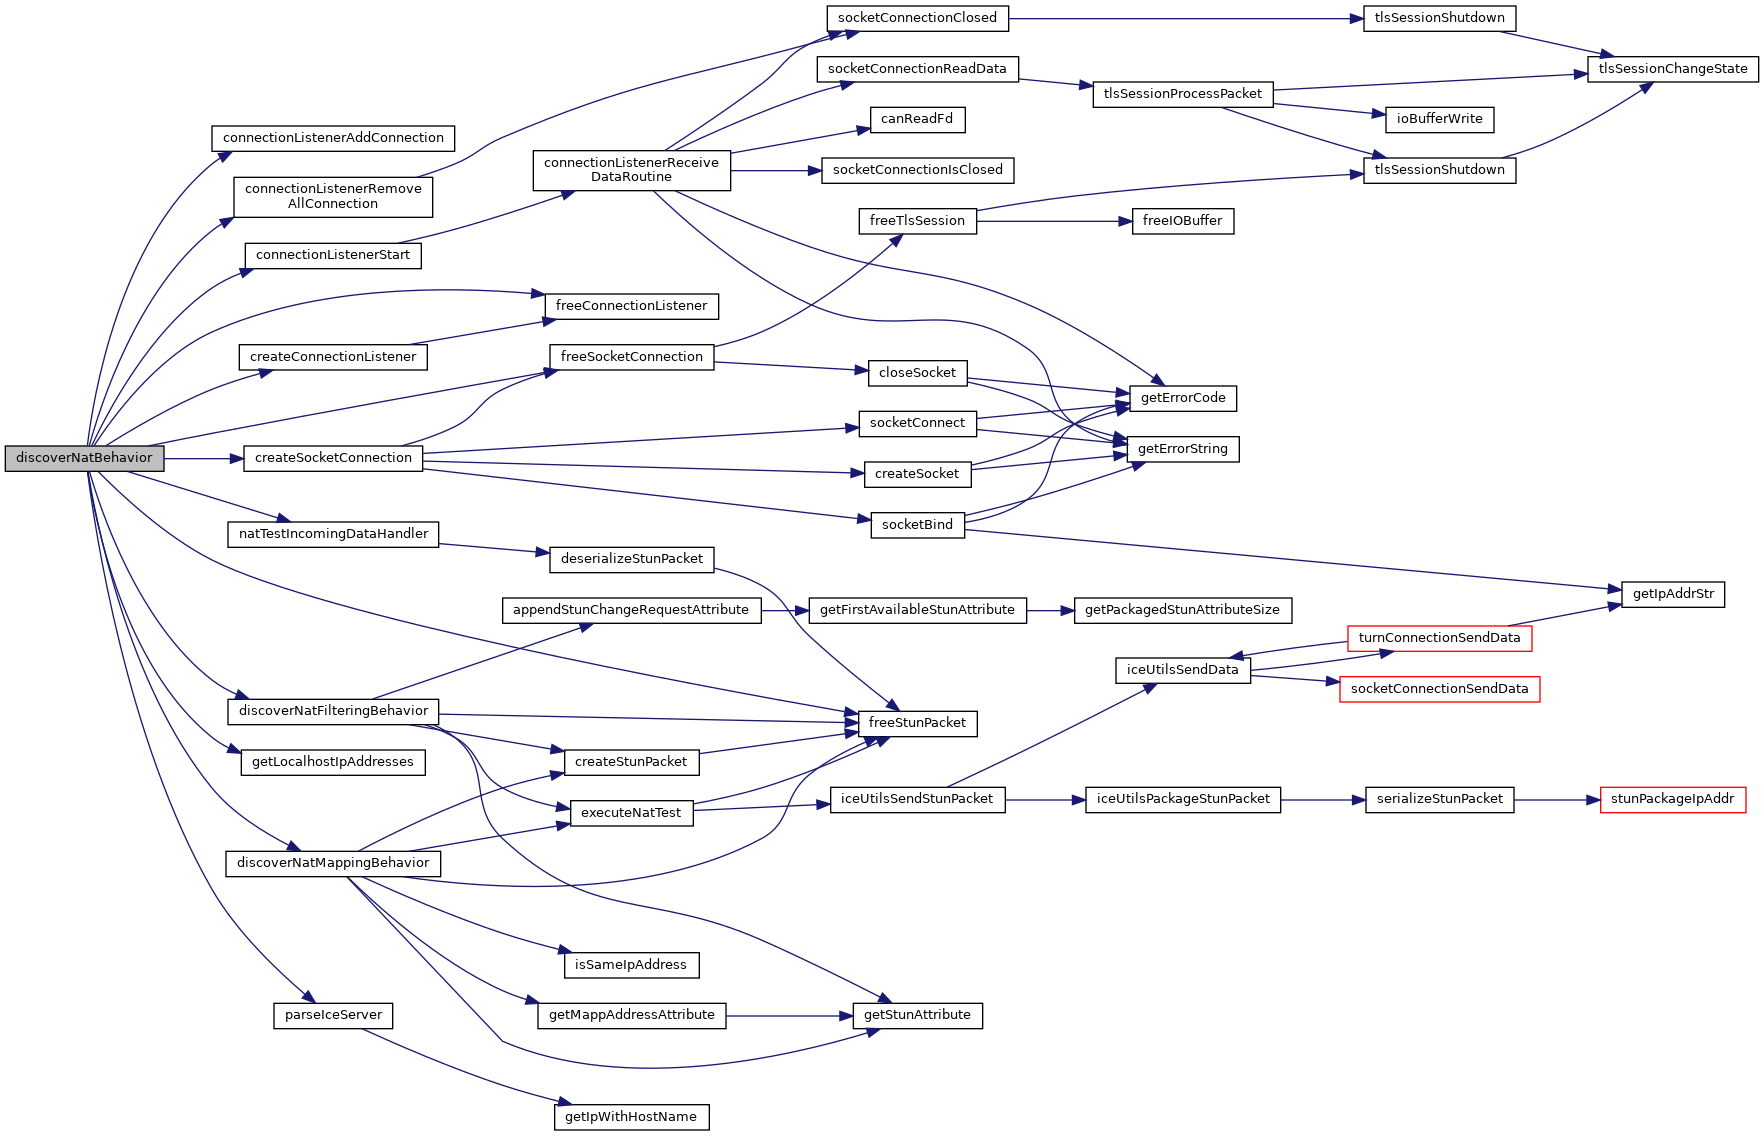 socketConnectionClosed
tlsSessionShutdown
socketConnectionReadData
tlsSessionChangeState
tlsSessionProcessPacket
canReadFd
ioBufferWrite
connectionListenerAddConnection
connectionListenerReceive
DataRoutine
socketConnectionIsClosed
tlsSessionShutdown
connectionListenerRemove
AllConnection
freeTlsSession
freeIOBuffer
connectionListenerStart
freeConnectionListener
createConnectionListener
freeSocketConnection
closeSocket
getErrorCode
socketConnect
getErrorString
discoverNatBehavior
createSocketConnection
createSocket
socketBind
natTestIncomingDataHandler
deserializeStunPacket
getIpAddrStr
appendStunChangeRequestAttribute
getFirstAvailableStunAttribute
getPackagedStunAttributeSize
turnConnectionSendData
iceUtilsSendData
socketConnectionSendData
discoverNatFilteringBehavior
freeStunPacket
getLocalhostIpAddresses
createStunPacket
iceUtilsSendStunPacket
iceUtilsPackageStunPacket
serializeStunPacket
stunPackageIpAddr
executeNatTest
discoverNatMappingBehavior
isSameIpAddress
parseIceServer
getMappAddressAttribute
getStunAttribute
getIpWithHostName